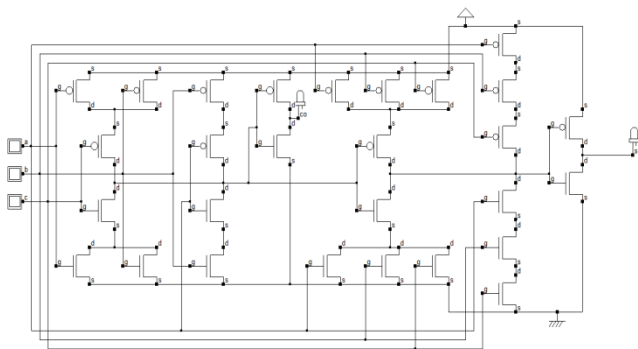 s
g
d
s s s s s s s s
g g g g g g g g
d d d d co d d d d s
s s d s s g
g
a g g g g d s
d d s d d
b d
g
d d d d
c s g
g g g
s s s s
d
d d d d d d g
g g g g g g s
d
s s s s s s
g
s